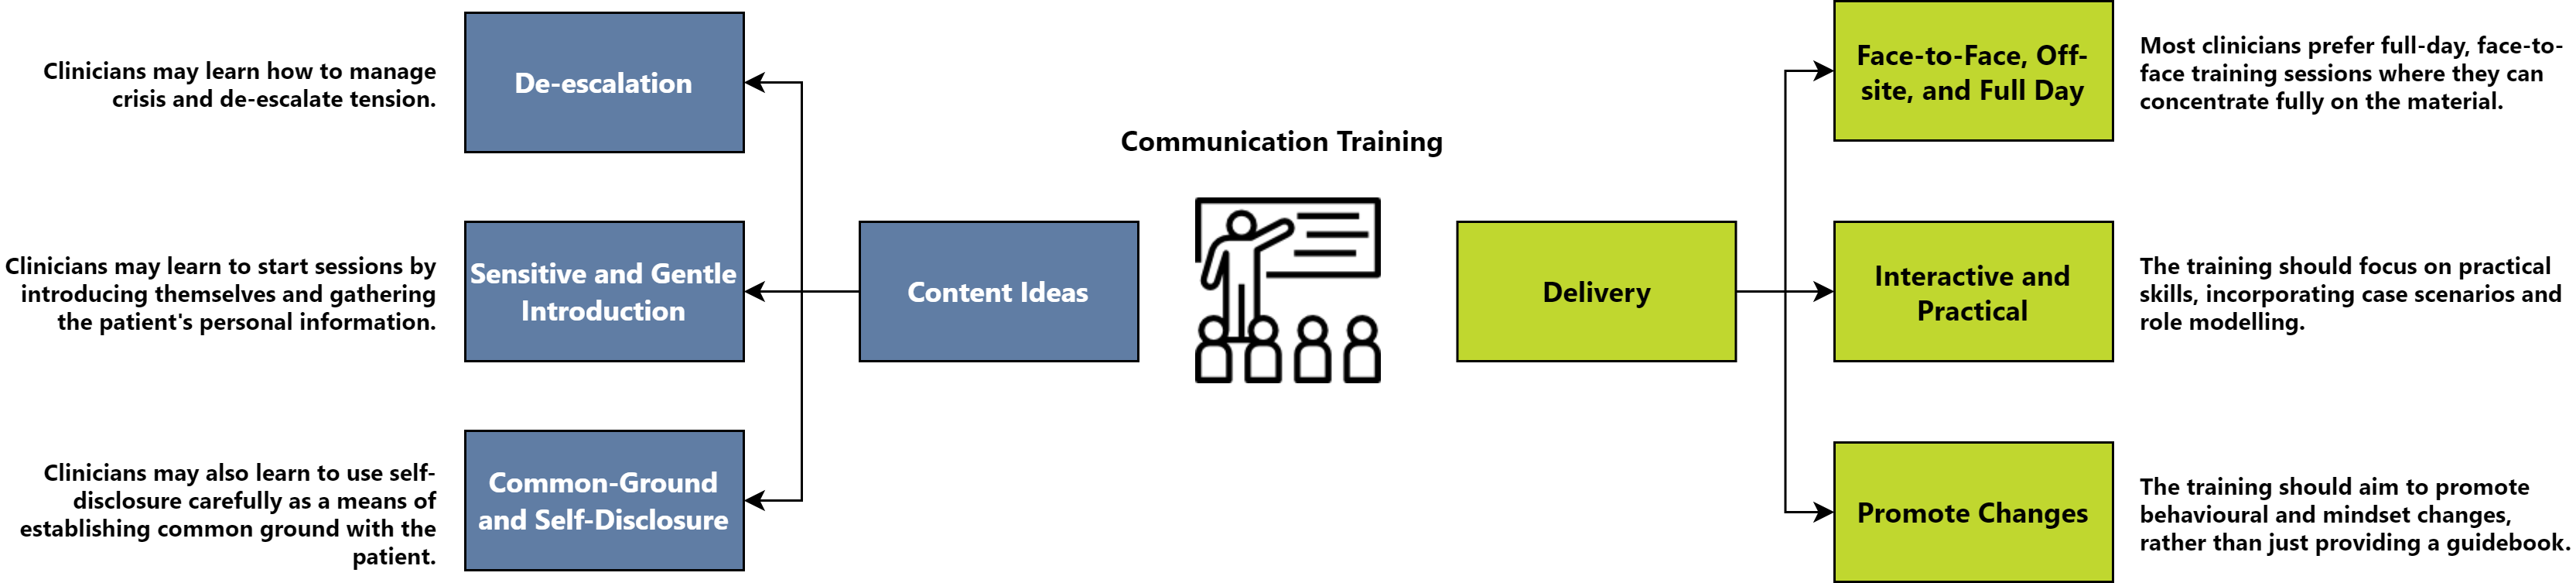 Clinicians may learn how to manage
crisis and de-escalate tension.
De-escalation
Clinicians may learn to start sessions by
introducing themselves and gathering
the patient's personal information.
Sensitive and Gentle
Introduction
Clinicians may also learn to use self-
disclosure carefully as a means of
establishing common ground with the
patient.
Common-Ground
and Self-Disclosure
Content Ideas
Communication Training
Delivery
Face-to-Face, Off-
site, and Full Day
Most clinicians prefer full-day, face-to-
face training sessions where they can
concentrate fully on the material.
Interactive and
Practical
The training should focus on practical
skills, incorporating case scenarios and
role modelling.
Promote Changes
The training should aim to promote
behavioural and mindset changes,
rather than just providing a guidebook.